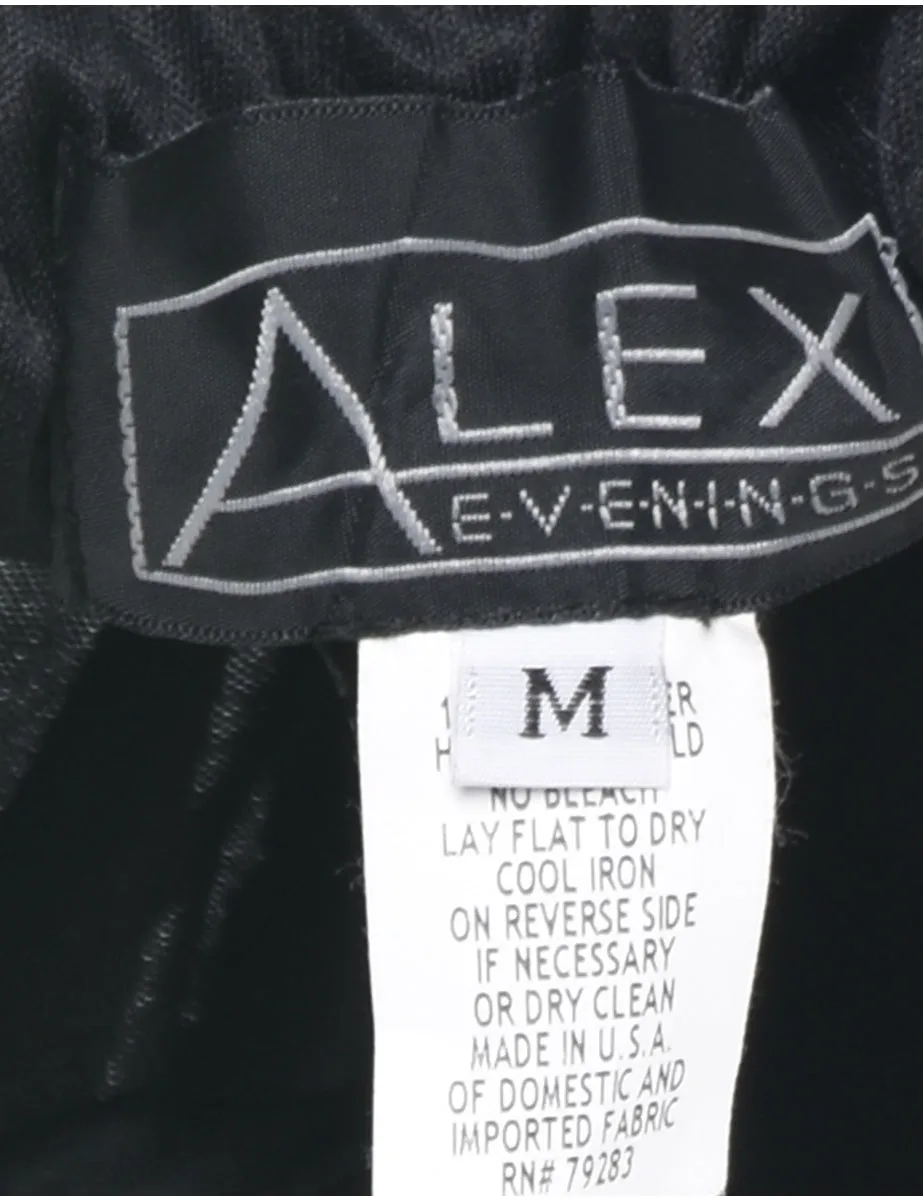 ALEX
E-V-E-N-I-N-G-S
M
NO BLEACH
LAY FLAT TO DRY
COOL IRON
ON REVERSE SIDE
IF NECESSARY
OR DRY CLEAN
MADE IN U.S.A.
OF DOMESTIC AND
IMPORTED FABRIC
RN# 79283